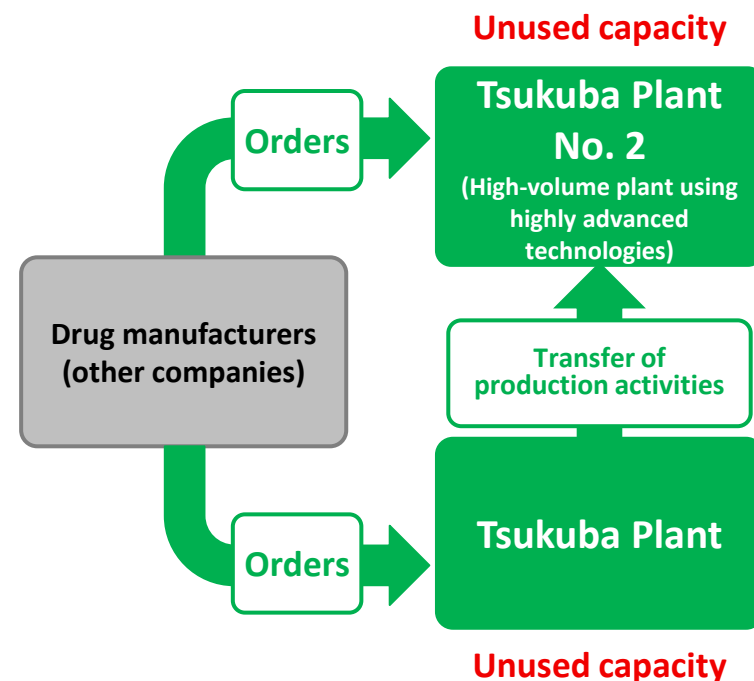 Unused capacity
Tsukuba Plant
No. 2
(High-volume plant using
highly advanced
technologies)
Orders
Drug manufacturers
(other companies)
Transfer of
production activities
Tsukuba Plant
Orders
Unused capacity